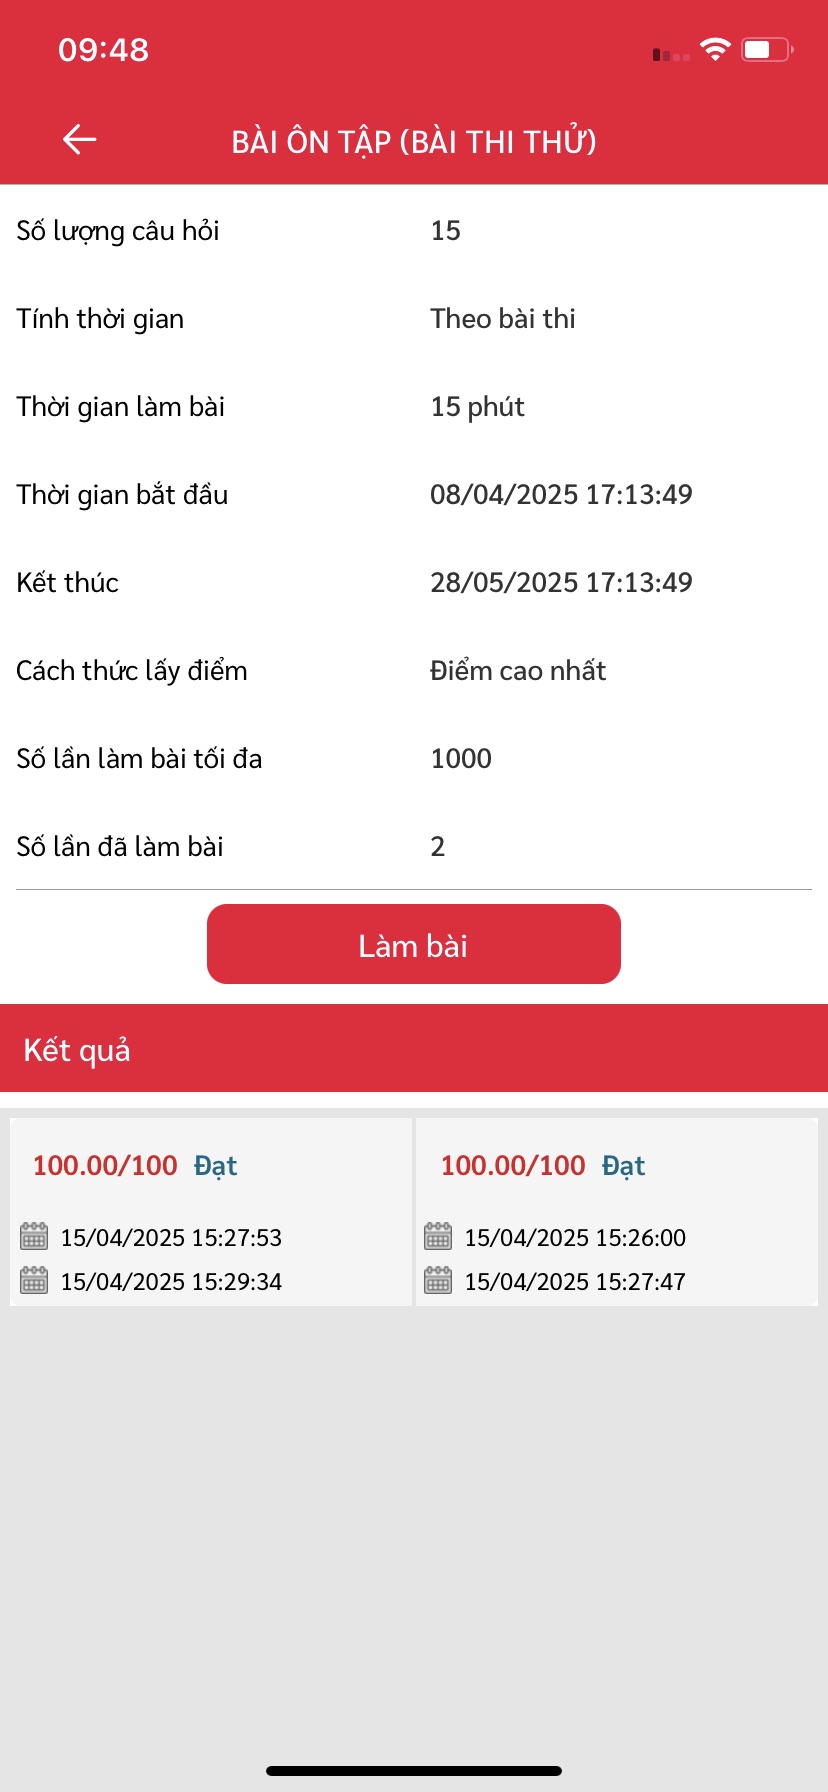 09:48
BÀI ÔN TẬP (BÀI THI THỬ)
Số lượng câu hỏi 15
Tính thời gian Theo bài thi
Thời gian làm bài 15 phút
Thời gian bắt đầu 08/04/2025 17:13:49
Kết thúc 28/05/2025 17:13:49
Cách thức lấy điểm Điểm cao nhất
Số lần làm bài tối đa 1000
Số lần đã làm bài 2
Làm bài
Kết quả
100.00/100 Đạt
15/04/2025 15:27:53
15/04/2025 15:29:34
100.00/100 Đạt
15/04/2025 15:26:00
15/04/2025 15:27:47